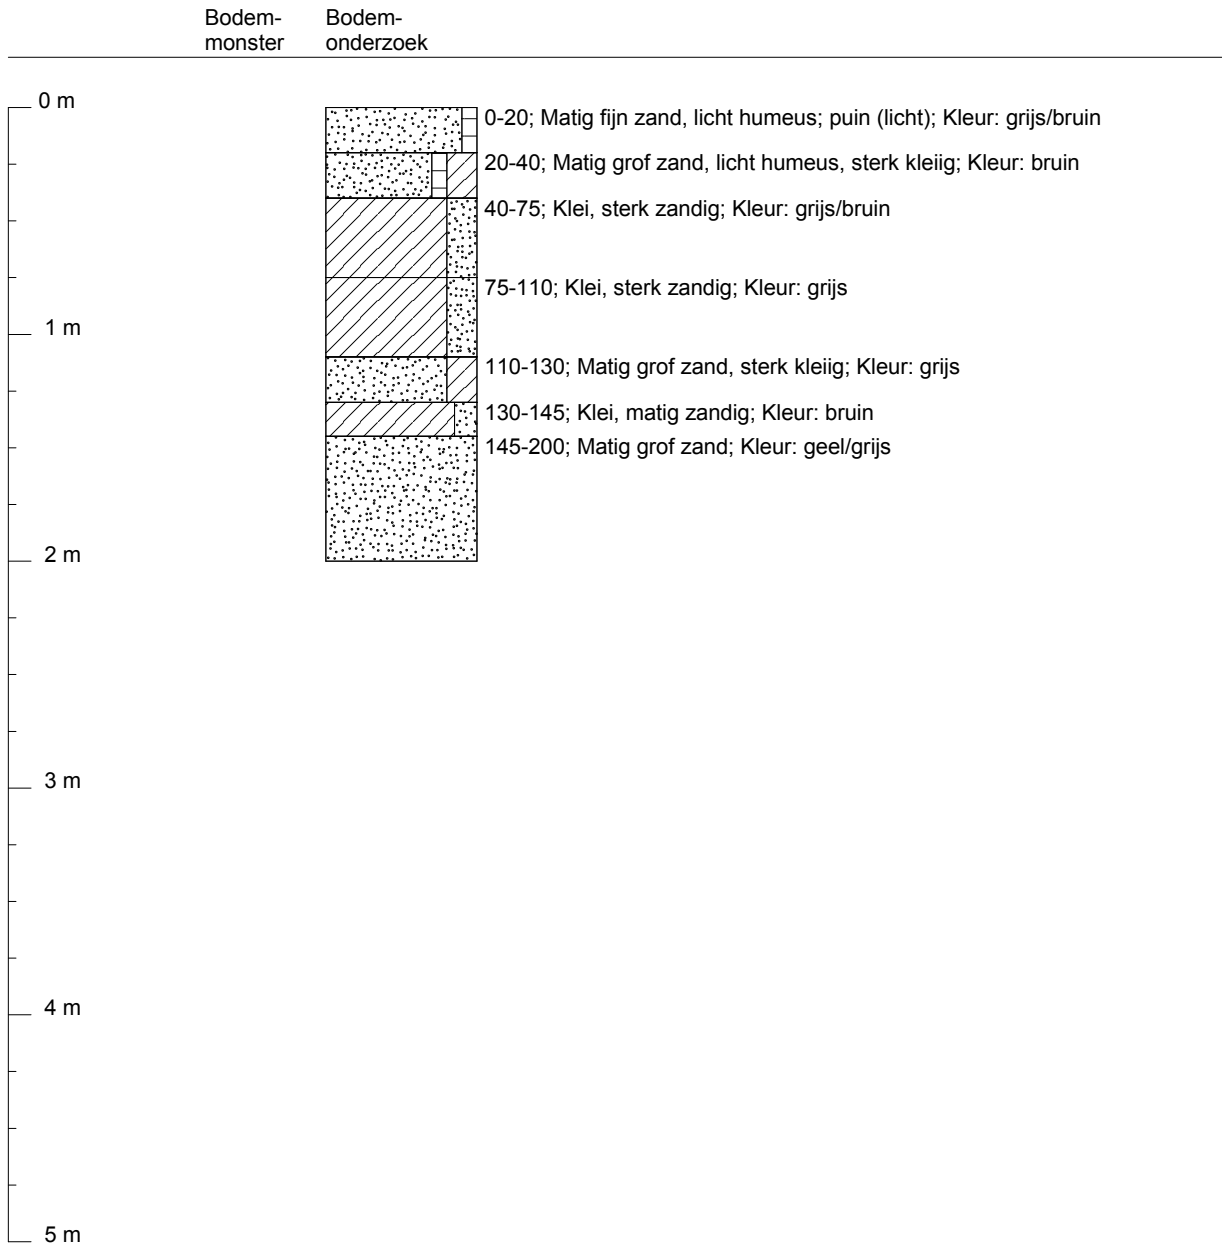 Bodem-
monster
Bodem-
onderzoek
0 m
0-20; Matig fijn zand, licht humeus; puin (licht); Kleur: grijs/bruin
20-40; Matig grof zand, licht humeus, sterk kleiig; Kleur: bruin
40-75; Klei, sterk zandig; Kleur: grijs/bruin
75-110; Klei, sterk zandig; Kleur: grijs
1 m
110-130; Matig grof zand, sterk kleiig; Kleur: grijs
130-145; Klei, matig zandig; Kleur: bruin
145-200; Matig grof zand; Kleur: geel/grijs
2 m
3 m
4 m
5 m